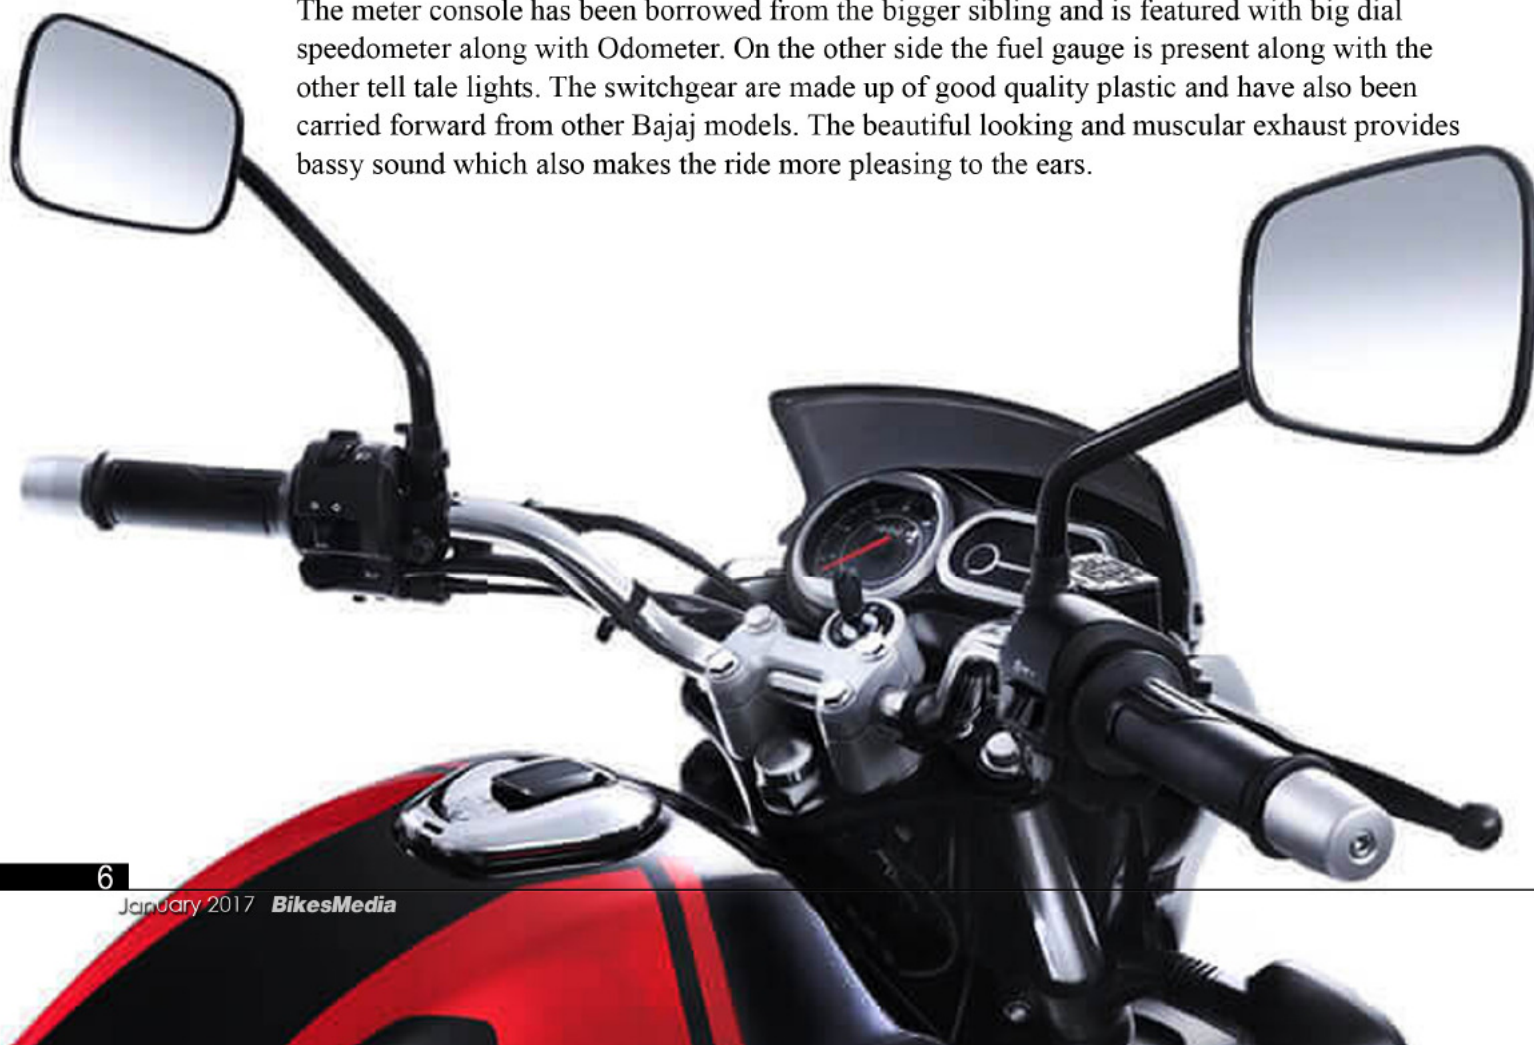 The meter console has been borrowed from the bigger sibling and is featured with big dial
speedometer along with Odometer. On the other side the fuel gauge is present along with the
other tell tale lights. The switchgear are made up of good quality plastic and have also been
carried forward from other Bajaj models. The beautiful looking and muscular exhaust provides
bassy sound which also makes the ride more pleasing to the ears.
6
January 2017 BikesMedia